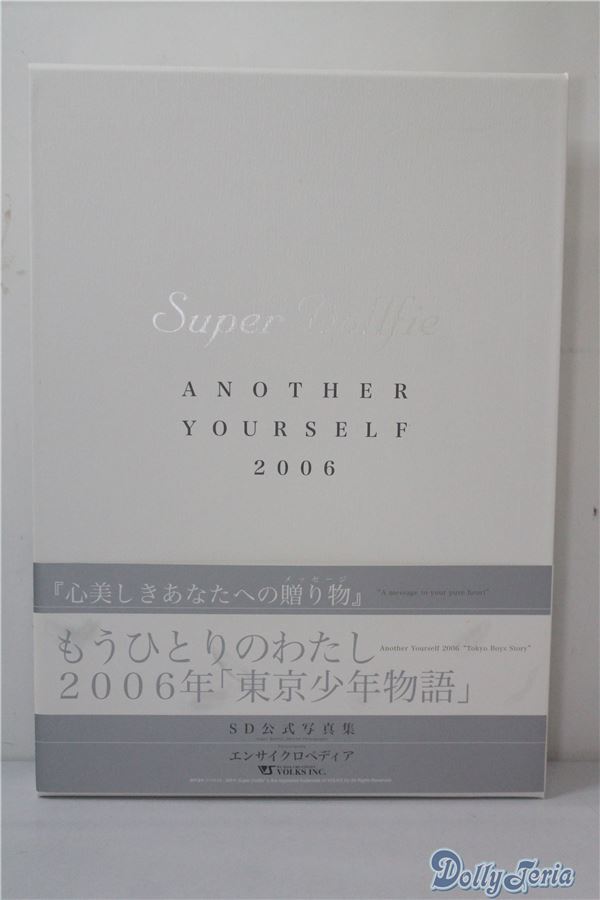 Super Dollfie
ANOTHER
YOURSELF
2006
メッセージ
『心美しきあなたへの贈り物』 "A message to your pure heart"
もうひとりのわたし Another Yourself 2006 "Tokyo Boys Story"
2006年「東京少年物語」
SD公式写真集
エンサイクロペディア
VOLKS INC.
DollyTeria